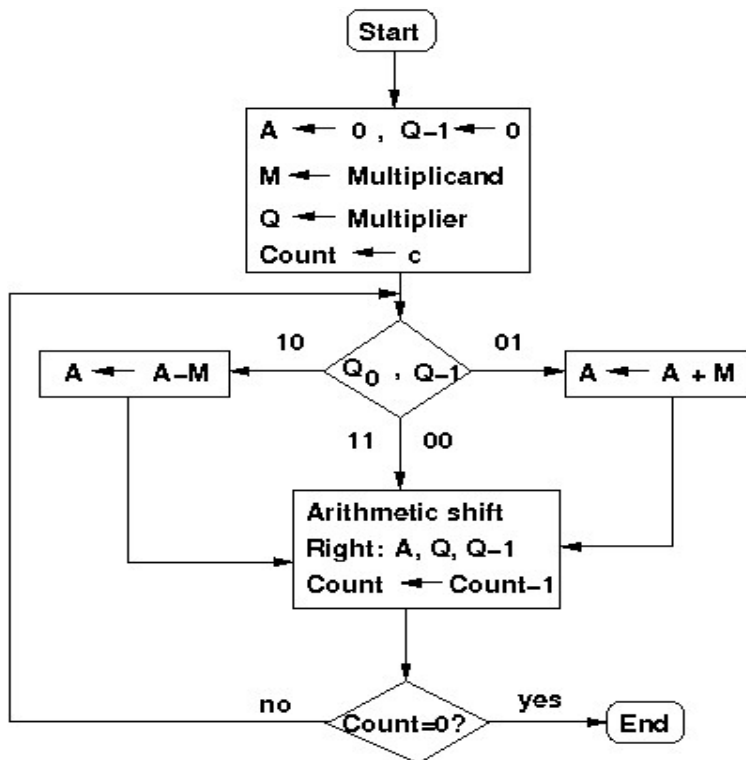 Start
A ← 0 , Q-1 ← 0
M ← Multiplicand
Q ← Multiplier
Count ← c
10
01
A ← A-M
Q₀ , Q-1
A ← A + M
11 00
Arithmetic shift
Right: A, Q, Q-1
Count ← Count-1
no
yes
Count=0?
End